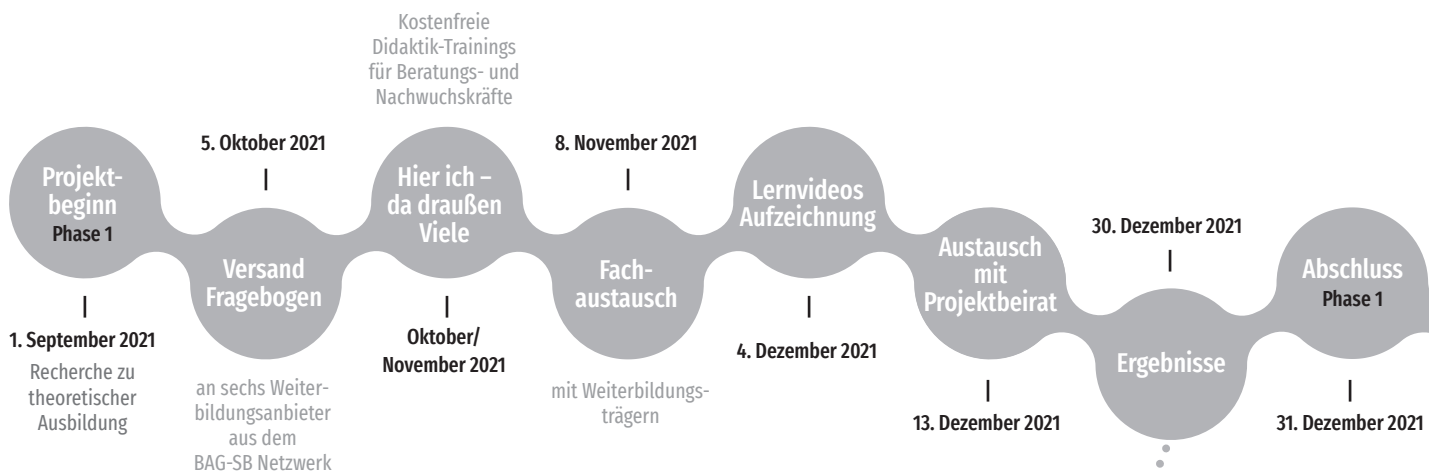 Projekt-
beginn
Phase 1
1. September 2021
Recherche zu
theoretischer
Ausbildung
5. Oktober 2021
Versand
Fragebogen
an sechs Weiter-
bildungsanbieter
aus dem
BAG-SB Netzwerk
Kostenfreie
Didaktik-Trainings
für Beratungs- und
Nachwuchskräfte
Hier ich –
da draußen
Viele
Oktober/
November 2021
8. November 2021
Fach-
austausch
mit Weiterbildungs-
trägern
Lernvideos
Aufzeichnung
4. Dezember 2021
Austausch
mit
Projektbeirat
13. Dezember 2021
30. Dezember 2021
Ergebnisse
Abschluss
Phase 1
31. Dezember 2021